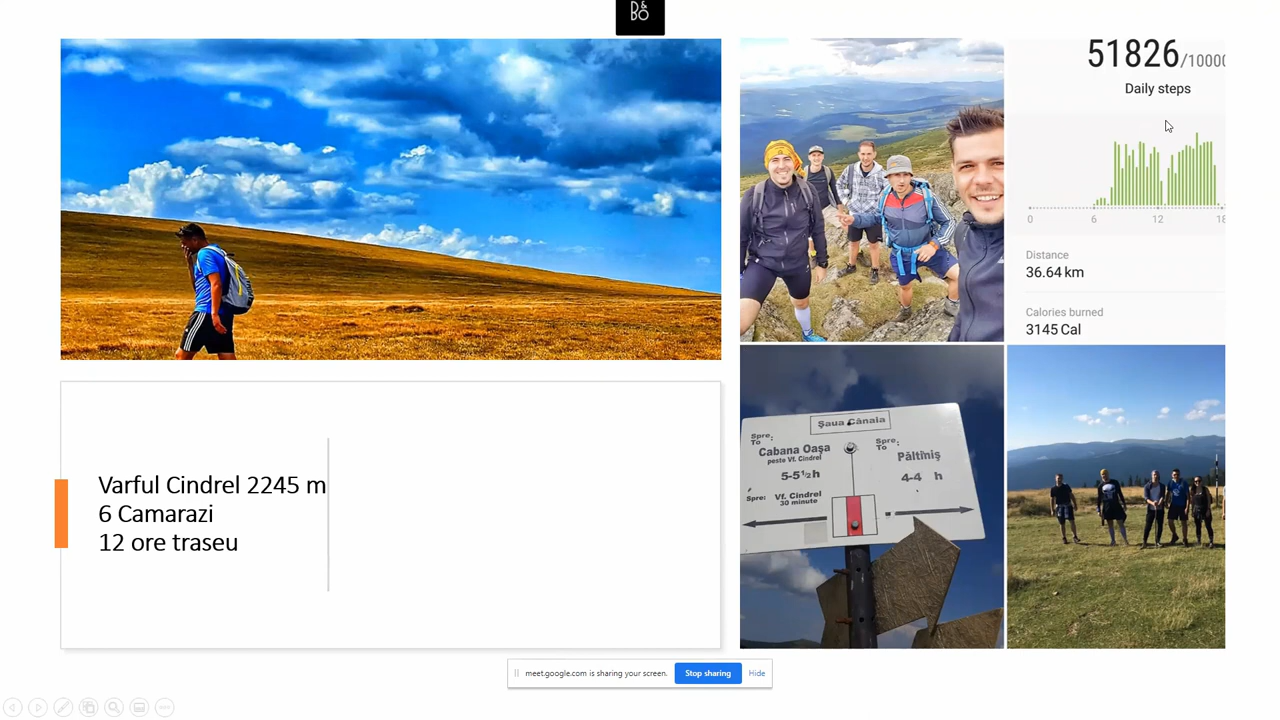 B&O
51826/10000
Daily steps
0 6 12 18
Distance
36.64 km
Calories burned
3145 Cal
Şaua Cânaia
Spre:
To
Cabana Oaşa
peste Vf. Cindrel
5-5½h
Spre: Vf. Cindrel
30 minute
Spre:
To
Păltiniş
4-4 h
Varful Cindrel 2245 m
6 Camarazi
12 ore traseu
meet.google.com is sharing your screen.
Stop sharing
Hide